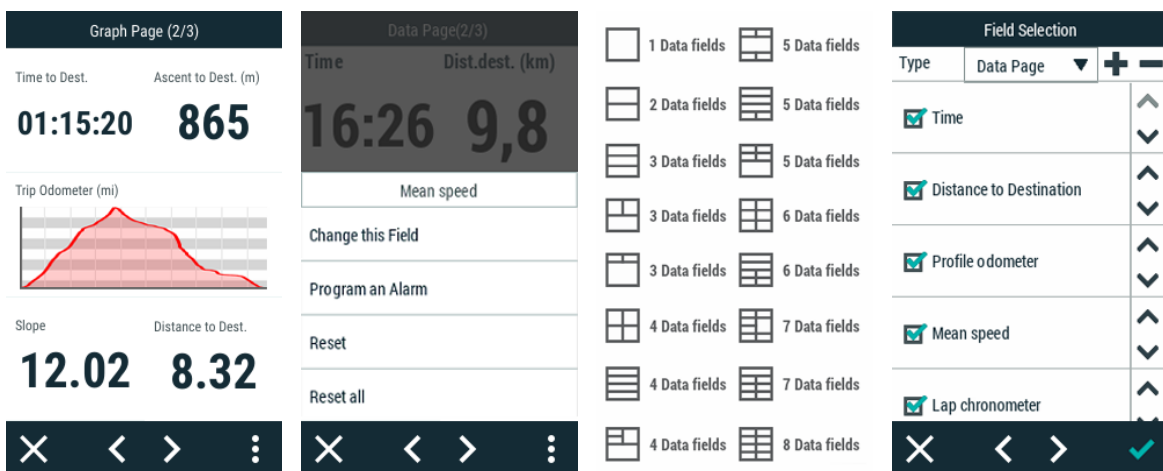 Graph Page (2/3)
Time to Dest. Ascent to Dest. (m)
01:15:20 865
Trip Odometer (mi)
Slope Distance to Dest.
12.02 8.32
Data Page(2/3)
Time Dist.dest. (km)
16:26 9,8
Mean speed
Change this Field
Program an Alarm
Reset
Reset all
1 Data fields 5 Data fields
2 Data fields 5 Data fields
3 Data fields 5 Data fields
3 Data fields 6 Data fields
3 Data fields 6 Data fields
4 Data fields 7 Data fields
4 Data fields 7 Data fields
4 Data fields 8 Data fields
Field Selection
Type Data Page
Time
Distance to Destination
Profile odometer
Mean speed
Lap chronometer